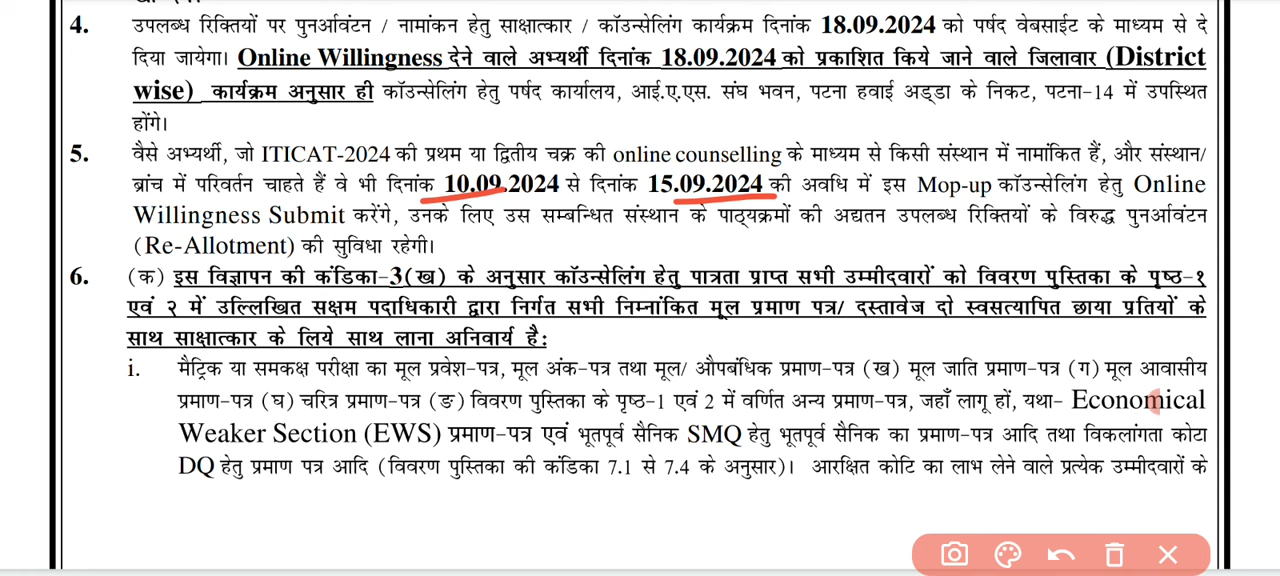 4. उपलब्ध रिक्तियों पर पुनर्आवंटन / नामांकन हेतु साक्षात्कार / कॉउन्सेलिंग कार्यक्रम दिनांक 18.09.2024 को पर्षद वेबसाईट के माध्यम से दे
दिया जायेगा। Online Willingness देने वाले अभ्यर्थी दिनांक 18.09.2024 को प्रकाशित किये जाने वाले जिलावार (District
wise) कार्यक्रम अनुसार ही कॉउन्सेलिंग हेतु पर्षद कार्यालय, आई.ए.एस. संघ भवन, पटना हवाई अड्डा के निकट, पटना-14 में उपस्थित
होंगे।
5. वैसे अभ्यर्थी, जो ITICAT-2024 की प्रथम या द्वितीय चक्र की online counselling के माध्यम से किसी संस्थान में नामांकित हैं, और संस्थान/
ब्रांच में परिवर्तन चाहते हैं वे भी दिनांक 10.09.2024 से दिनांक 15.09.2024 की अवधि में इस Mop-up कॉउन्सेलिंग हेतु Online
Willingness Submit करेंगे, उनके लिए उस सम्बन्धित संस्थान के पाठ्यक्रमों की अद्यतन उपलब्ध रिक्तियों के विरुद्ध पुनर्आवंटन
(Re-Allotment) की सुविधा रहेगी।
6. (क) इस विज्ञापन की कंडिका-3(ख) के अनुसार कॉउन्सेलिंग हेतु पात्रता प्राप्त सभी उम्मीदवारों को विवरण पुस्तिका के पृष्ठ-१
एवं २ में उल्लिखित सक्षम पदाधिकारी द्वारा निर्गत सभी निम्नांकित मूल प्रमाण पत्र/ दस्तावेज दो स्वसत्यापित छाया प्रतियों के
साथ साक्षात्कार के लिये साथ लाना अनिवार्य है:
i. मैट्रिक या समकक्ष परीक्षा का मूल प्रवेश-पत्र, मूल अंक-पत्र तथा मूल/ औपबंधिक प्रमाण-पत्र (ख) मूल जाति प्रमाण-पत्र (ग) मूल आवासीय
प्रमाण-पत्र (घ) चरित्र प्रमाण-पत्र (ङ) विवरण पुस्तिका के पृष्ठ-1 एवं 2 में वर्णित अन्य प्रमाण-पत्र, जहाँ लागू हों, यथा- Economical
Weaker Section (EWS) प्रमाण-पत्र एवं भूतपूर्व सैनिक SMQ हेतु भूतपूर्व सैनिक का प्रमाण-पत्र आदि तथा विकलांगता कोटा
DQ हेतु प्रमाण पत्र आदि (विवरण पुस्तिका की कंडिका 7.1 से 7.4 के अनुसार)। आरक्षित कोटि का लाभ लेने वाले प्रत्येक उम्मीदवारों के